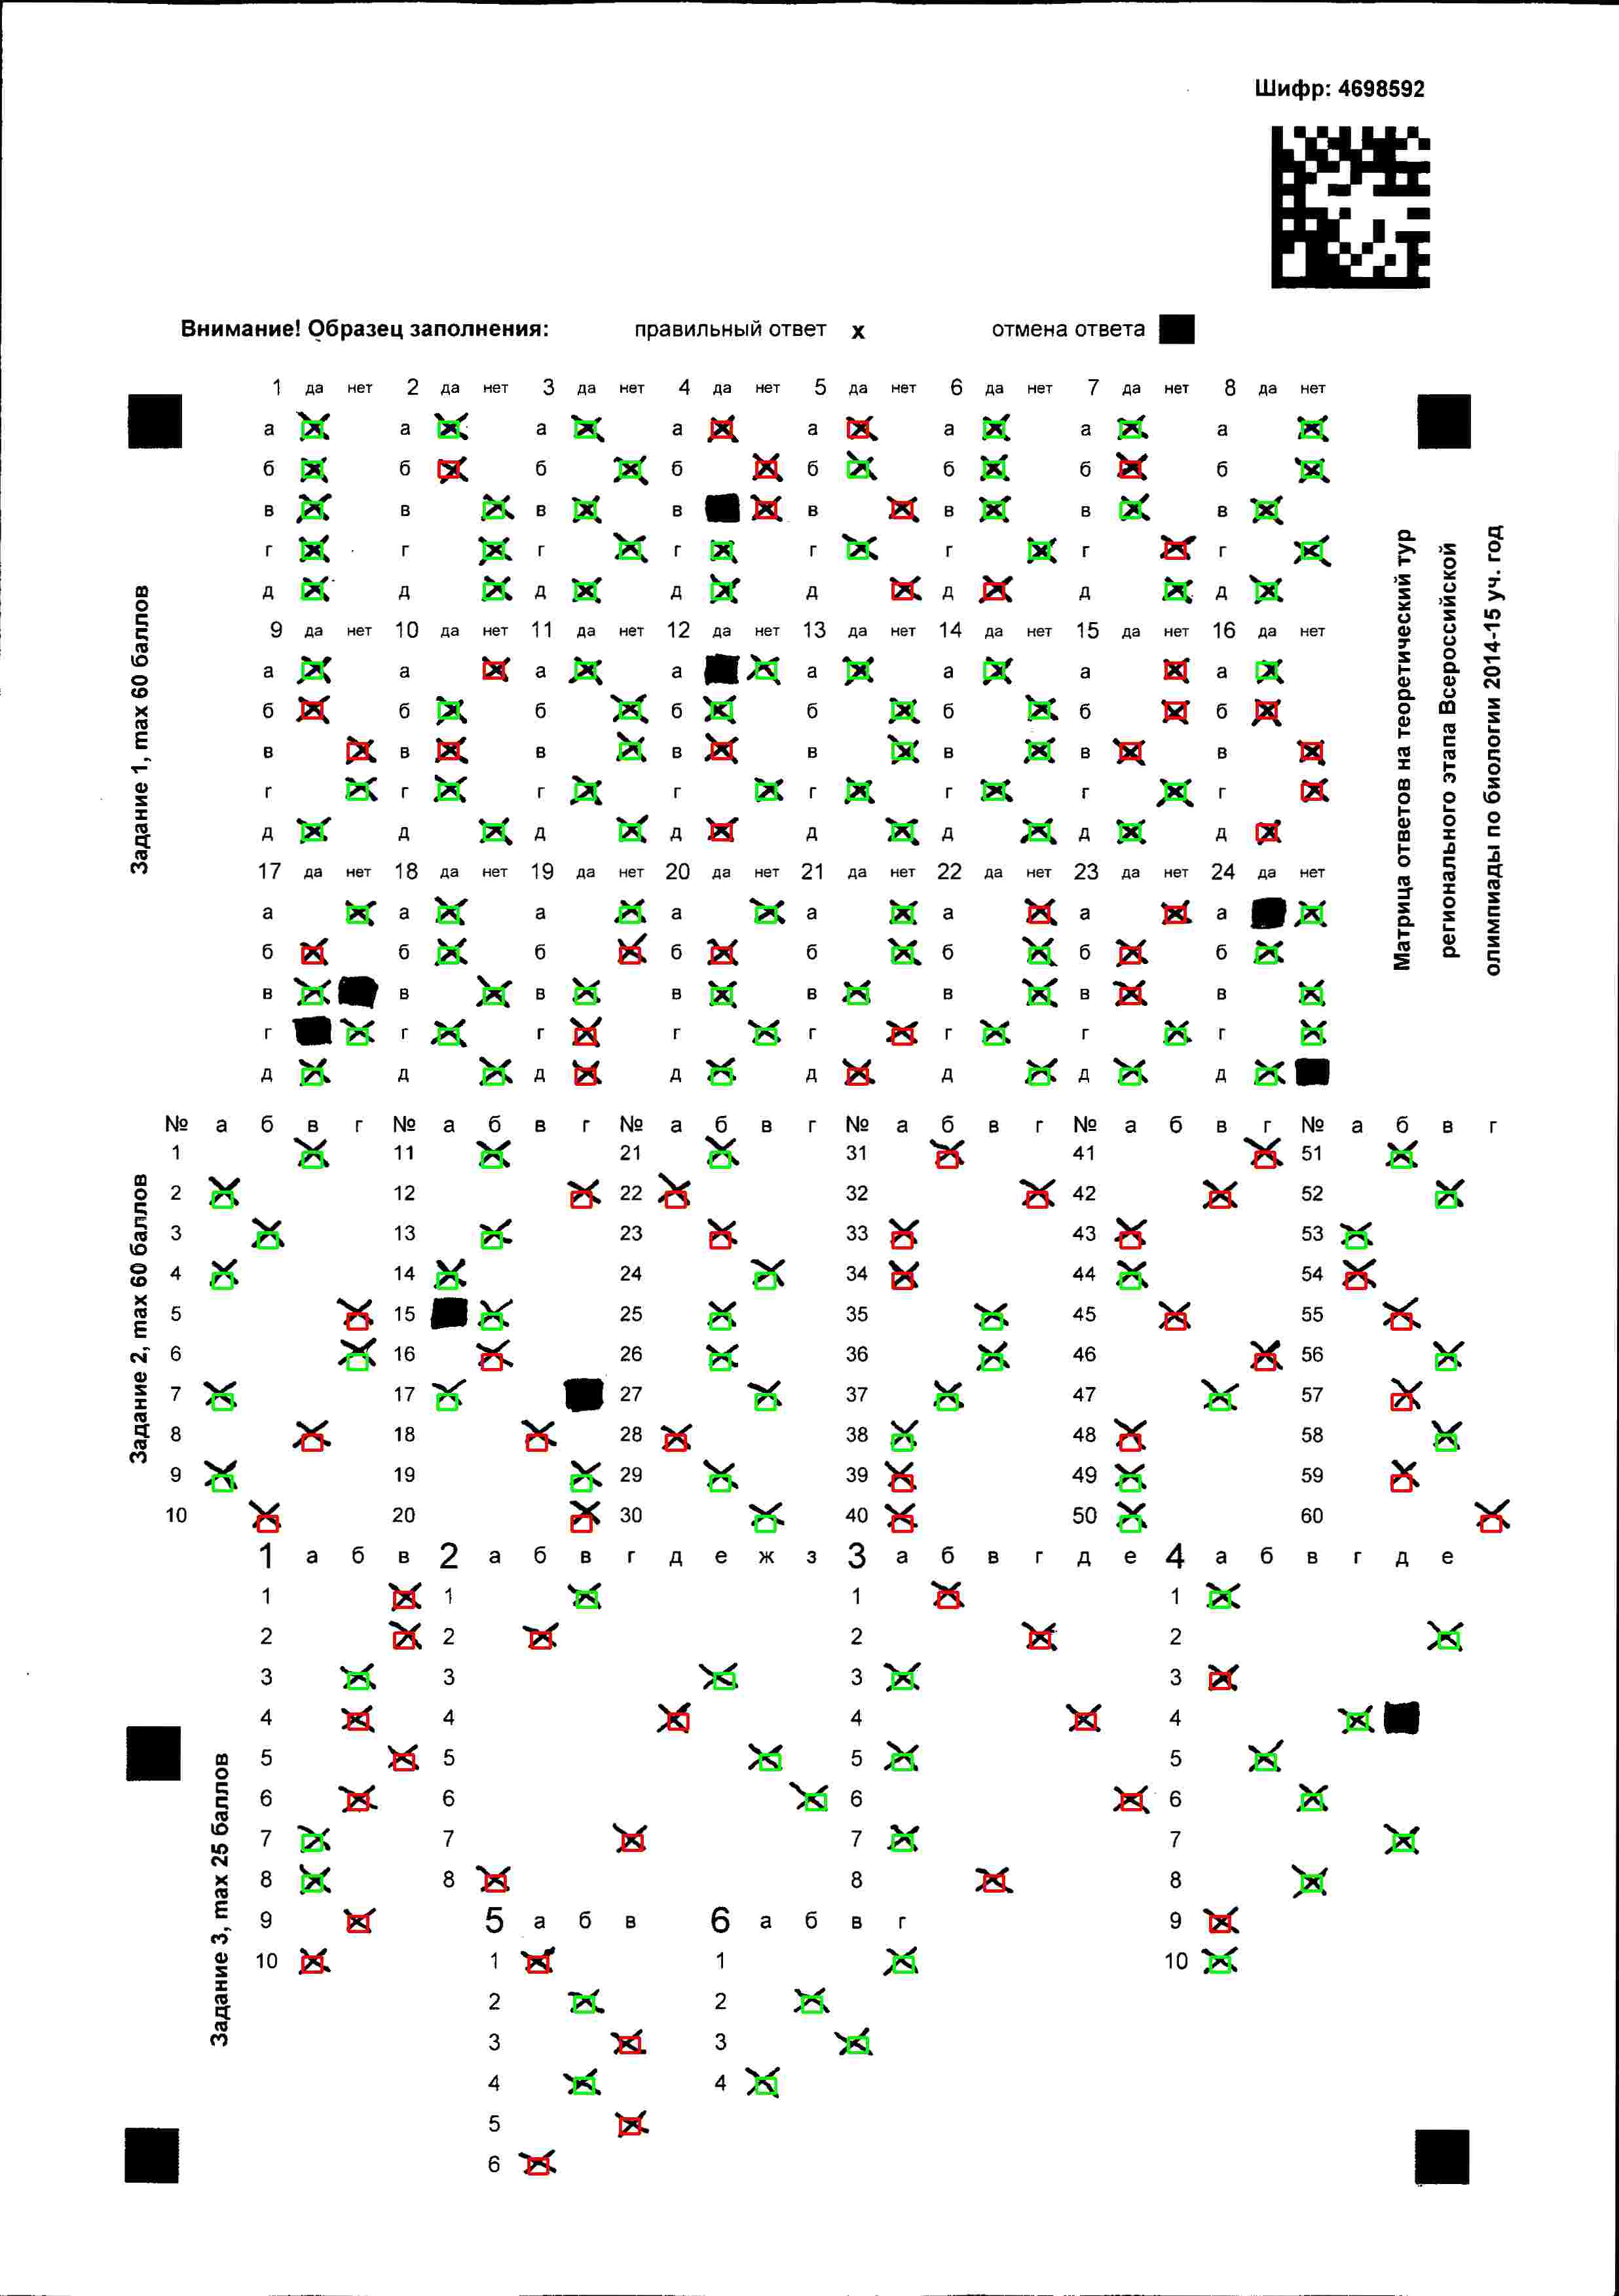 Шифр: 4698592
Внимание! Образец заполнения: правильный ответ х отмена ответа
1 да нет 2 да нет 3 да нет 4 да нет 5 да нет 6 да нет 7 да нет 8 да нет
а а а а а а а а
б б б б б б б б
в в в в в в в в
г г г г г г г г
д д д д д д д д
9 да нет 10 да нет 11 да нет 12 да нет 13 да нет 14 да нет 15 да нет 16 да нет
а а а а а а а а
б б б б б б б б
в в в в в в в в
г г г г г г г г
д д д д д д д д
17 да нет 18 да нет 19 да нет 20 да нет 21 да нет 22 да нет 23 да нет 24 да нет
а а а а а а а а
б б б б б б б б
в в в в в в в в
г г г г г г г г
д д д д д д д д
Задание 1, max 60 баллов
Матрица ответов на теоретический тур
регионального этапа Всероссийской
олимпиады по биологии 2014-15 уч. год
№ а б в г № а б в г № а б в г № а б в г № а б в г № а б в г
1 11 21 31 41 51
2 12 22 32 42 52
3 13 23 33 43 53
4 14 24 34 44 54
5 15 25 35 45 55
6 16 26 36 46 56
7 17 27 37 47 57
8 18 28 38 48 58
9 19 29 39 49 59
10 20 30 40 50 60
Задание 2, max 60 баллов
1 а б в 2 а б в г д е ж з 3 а б в г д е 4 а б в г д е
1 1 1 1
2 2 2 2
3 3 3 3
4 4 4 4
5 5 5 5
6 6 6 6
7 7 7 7
8 8 8 8
9 5 а б в 6 а б в г 9
10 1 1 10
2 2
3 3
4 4
5
6
Задание 3, max 25 баллов